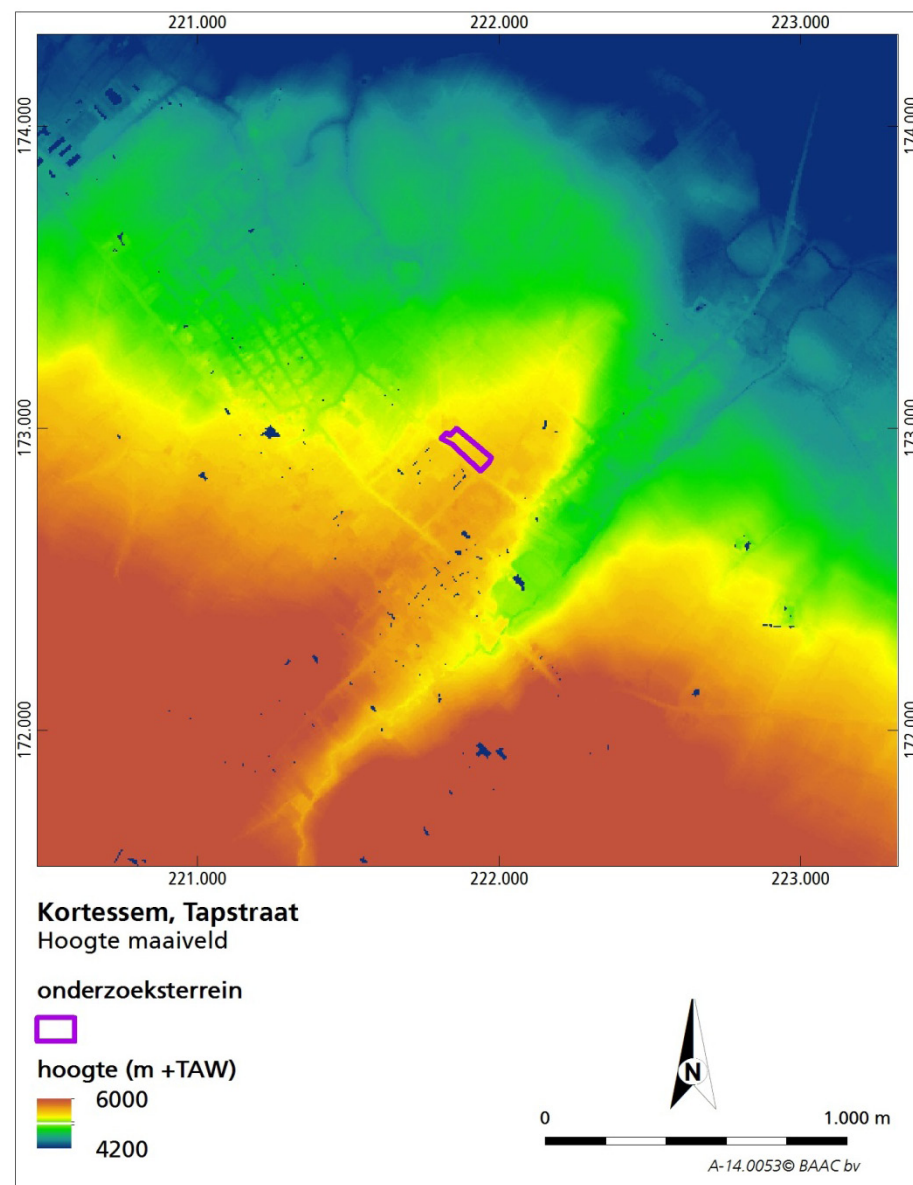 221.000 222.000 223.000
174.000 174.000
173.000 173.000
172.000 172.000
221.000 222.000 223.000
Kortessem, Tapstraat
Hoogte maaiveld
onderzoeksterrein
hoogte (m +TAW)
6000
4200
N
0 1.000 m
A-14.0053© BAAC bv